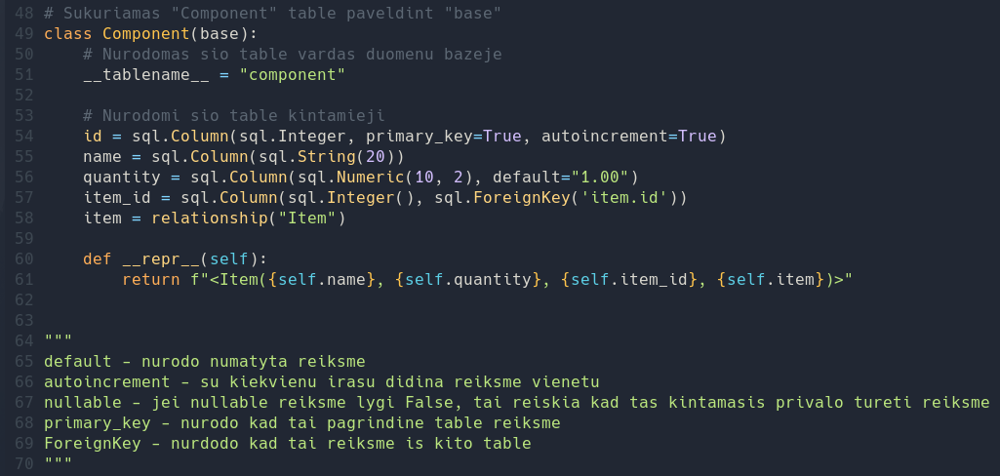 48 # Sukuriamas "Component" table paveldint "base"
49 class Component(base):
50     # Nurodomas sio table vardas duomenu bazeje
51     __tablename__ = "component"
52
53     # Nurodomi sio table kintamieji
54     id = sql.Column(sql.Integer, primary_key=True, autoincrement=True)
55     name = sql.Column(sql.String(20))
56     quantity = sql.Column(sql.Numeric(10, 2), default="1.00")
57     item_id = sql.Column(sql.Integer(), sql.ForeignKey('item.id'))
58     item = relationship("Item")
59
60     def __repr__(self):
61         return f"<Item({self.name}, {self.quantity}, {self.item_id}, {self.item})>"
62
63
64 """
65 default - nurodo numatyta reiksme
66 autoincrement - su kiekvienu irasu didina reiksme vienetu
67 nullable - jei nullable reiksme lygi False, tai reiskia kad tas kintamasis privalo tureti reiksme
68 primary_key - nurodo kad tai pagrindine table reiksme
69 ForeignKey - nurdodo kad tai reiksme is kito table
70 """